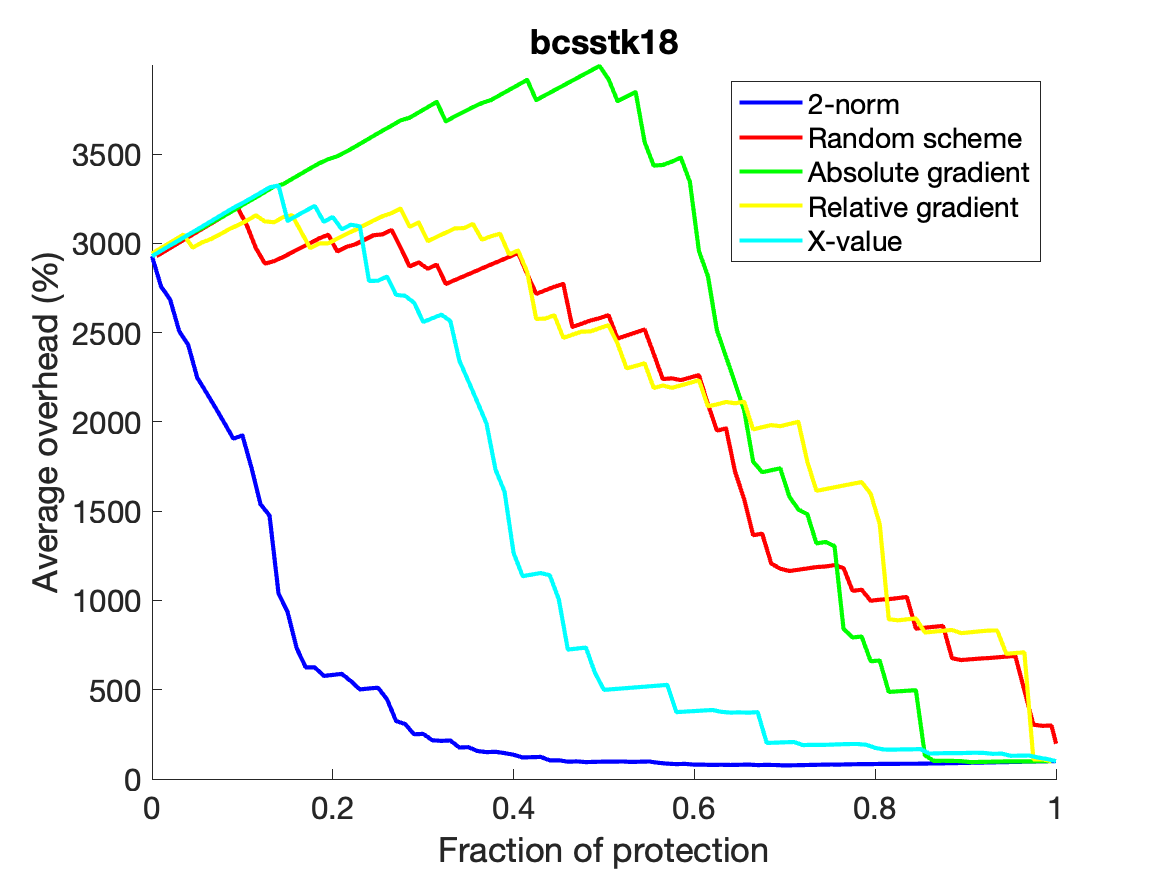 bcsstk18
2-norm
Random scheme
Absolute gradient
Relative gradient
X-value
Average overhead (%)
3500
3000
2500
2000
1500
1000
500
0
0 0.2 0.4 0.6 0.8 1
Fraction of protection